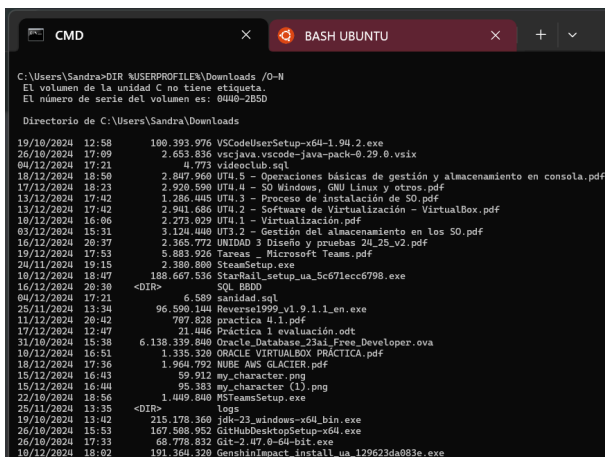 CMD
BASH UBUNTU
C:\Users\Sandra>DIR %USERPROFILE%\Downloads /O-N
El volumen de la unidad C no tiene etiqueta.
El número de serie del volumen es: 0440-2B5D
Directorio de C:\Users\Sandra\Downloads
19/10/2024 12:58 100.393.976 VSCodeUserSetup-x64-1.94.2.exe
26/10/2024 17:09 2.653.836 vscjava.vscode-java-pack-0.29.0.vsix
04/12/2024 17:21 4.773 videoclub.sql
18/12/2024 18:50 2.847.960 UT4.5 - Operaciones básicas de gestión y almacenamiento en consola.pdf
17/12/2024 18:23 2.920.590 UT4.4 - SO Windows, GNU Linux y otros.pdf
13/12/2024 17:42 1.286.445 UT4.3 - Proceso de instalación de SO.pdf
13/12/2024 17:42 2.941.686 UT4.2 - Software de Virtualización - VirtualBox.pdf
10/12/2024 16:06 2.273.029 UT4.1 - Virtualización.pdf
03/12/2024 15:31 3.124.440 UT3.2 - Gestión del almacenamiento en los SO.pdf
16/12/2024 20:37 2.365.772 UNIDAD 3 Diseño y pruebas 24_25_v2.pdf
19/12/2024 17:53 5.883.926 Tareas _ Microsoft Teams.pdf
24/11/2024 19:15 2.380.800 SteamSetup.exe
10/12/2024 18:47 188.667.536 StarRail_setup_ua_5c671ecc6798.exe
16/12/2024 20:30 <DIR> SQL BBDD
04/12/2024 17:21 6.589 sanidad.sql
25/11/2024 13:34 96.590.144 Reverse1999_v1.9.1.1_en.exe
11/12/2024 20:42 707.828 practica 4.1.pdf
17/12/2024 12:47 21.446 Práctica 1 evaluación.odt
31/10/2024 15:38 6.138.339.840 Oracle_Database_23ai_Free_Developer.ova
10/12/2024 16:51 1.335.320 ORACLE VIRTUALBOX PRÁCTICA.pdf
18/12/2024 17:36 1.964.792 NUBE AWS GLACIER.pdf
15/12/2024 16:43 59.912 my_character.png
15/12/2024 16:44 95.383 my_character (1).png
22/10/2024 18:56 1.449.840 MSTeamsSetup.exe
25/11/2024 13:35 <DIR> logs
19/10/2024 13:42 215.178.360 jdk-23_windows-x64_bin.exe
26/10/2024 15:53 167.508.952 GitHubDesktopSetup-x64.exe
26/10/2024 17:33 68.778.832 Git-2.47.0-64-bit.exe
10/12/2024 18:02 191.364.320 GenshinImpact_install_ua_129623da083e.exe